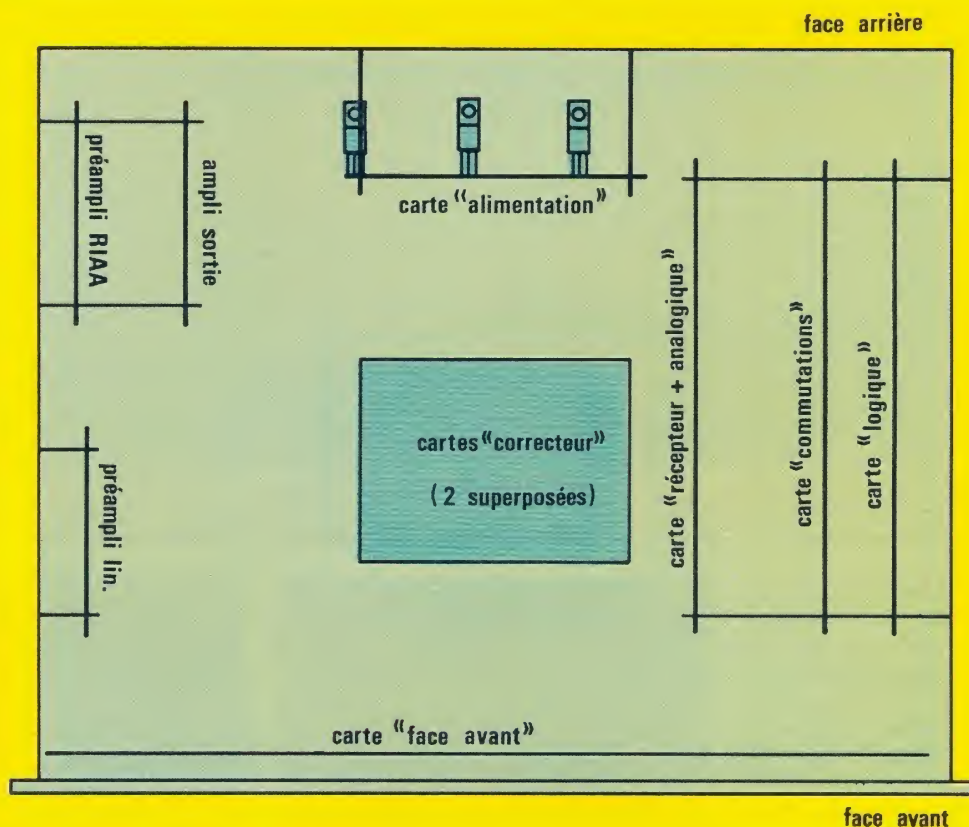 face arrière
préampli RIAA
ampli sortie
carte "alimentation"
carte "récepteur + analogique"
carte "commutations"
carte "logique"
cartes "correcteur"
(2 superposées)
préampli lin.
carte "face avant"
face avant